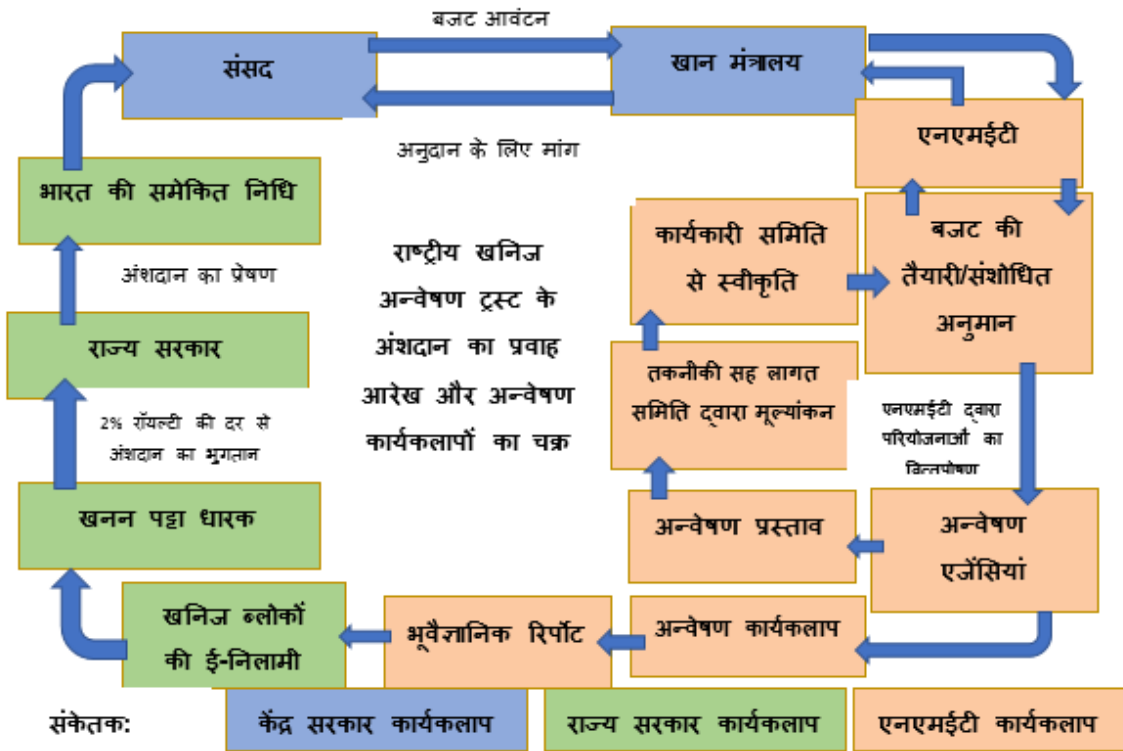 बजट आवंटन
संसद
खान मंत्रालय
एनएमईटी
अनुदान के लिए मांग
भारत की समेकित निधि
अंशदान का प्रेषण
राज्य सरकार
2% रॉयल्टी की दर से
अंशदान का भुगतान
खनन पट्टा धारक
खनिज ब्लोकों
की ई-निलामी
राष्ट्रीय खनिज
अन्वेषण ट्रस्ट के
अंशदान का प्रवाह
आरेख और अन्वेषण
कार्यकलापों का चक्र
कार्यकारी समिति
से स्वीकृति
बजट की
तैयारी/संशोधित
अनुमान
तकनीकी सह लागत
समिति द्वारा मूल्यांकन
एनएमईटी द्वारा
परियोजनाओं का
वित्तपोषण
अन्वेषण प्रस्ताव
अन्वेषण
एजेंसियां
अन्वेषण कार्यकलाप
भूवैज्ञानिक रिर्पोट
संकेतक:
केंद्र सरकार कार्यकलाप
राज्य सरकार कार्यकलाप
एनएमईटी कार्यकलाप